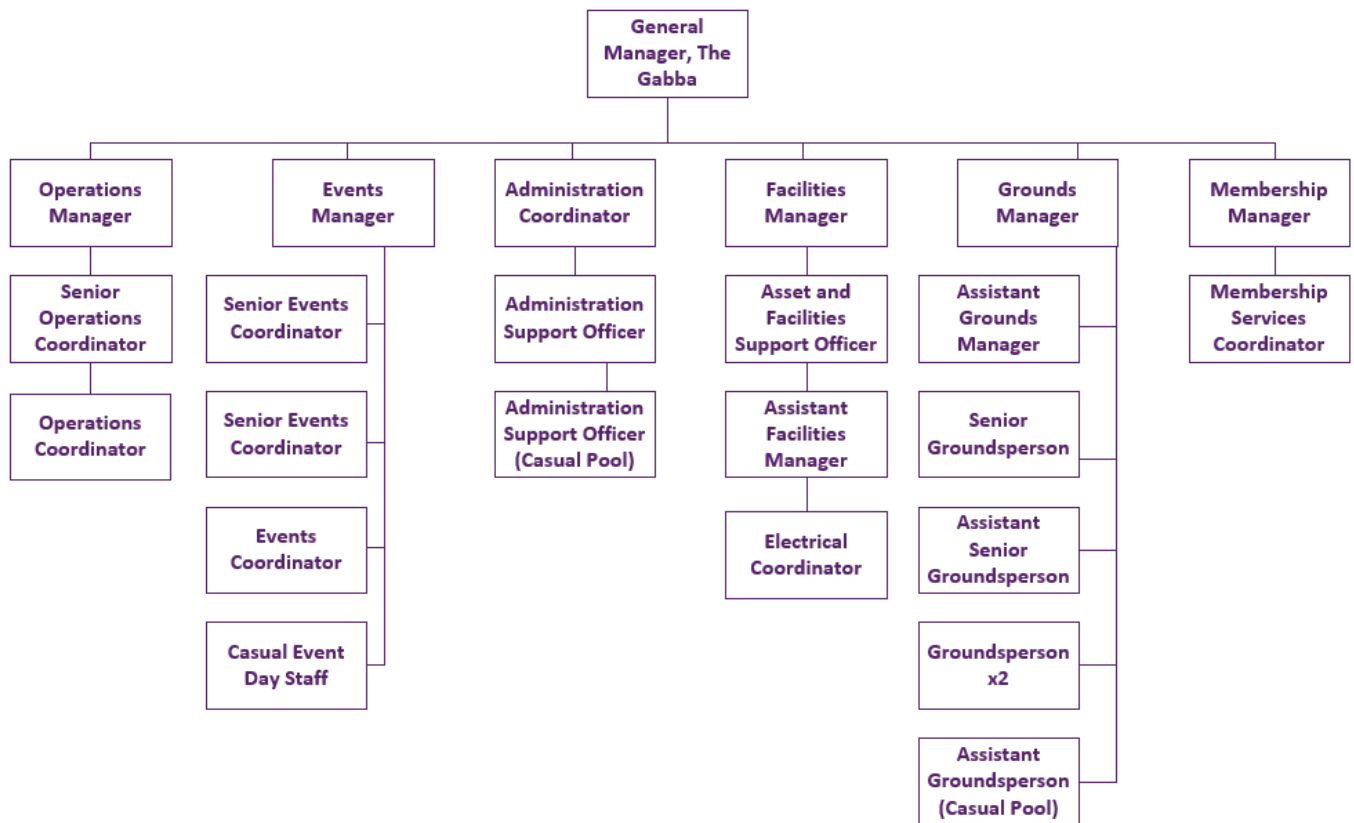 General
Manager, The
Gabba
Operations
Manager
Events
Manager
Administration
Coordinator
Facilities
Manager
Grounds
Manager
Membership
Manager
Senior
Operations
Coordinator
Operations
Coordinator
Senior Events
Coordinator
Senior Events
Coordinator
Events
Coordinator
Casual Event
Day Staff
Administration
Support Officer
Administration
Support Officer
(Casual Pool)
Asset and
Facilities
Support Officer
Assistant
Facilities
Manager
Electrical
Coordinator
Assistant
Grounds
Manager
Senior
Groundsperson
Assistant
Senior
Groundsperson
Groundsperson
x2
Assistant
Groundsperson
(Casual Pool)
Membership
Services
Coordinator